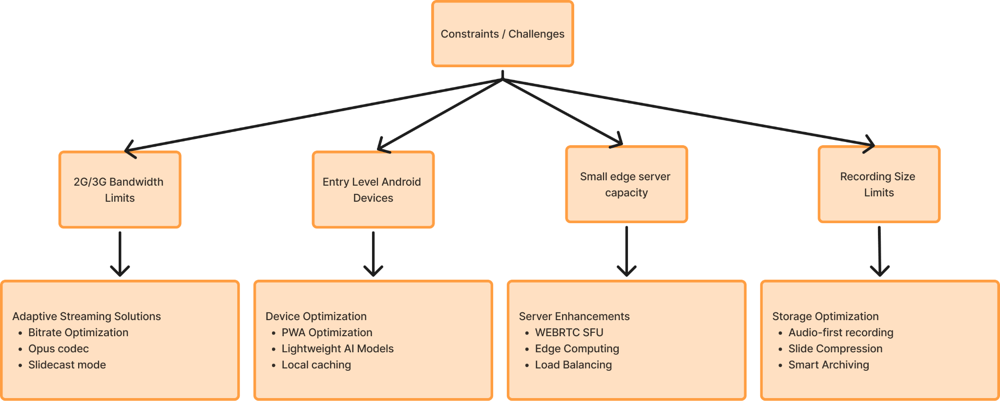 Constraints / Challenges
2G/3G Bandwidth
Limits
Entry Level Android
Devices
Small edge server
capacity
Recording Size
Limits
Adaptive Streaming Solutions
• Bitrate Optimization
• Opus codec
• Slidecast mode
Device Optimization
• PWA Optimization
• Lightweight AI Models
• Local caching
Server Enhancements
• WEBRTC SFU
• Edge Computing
• Load Balancing
Storage Optimization
• Audio-first recording
• Slide Compression
• Smart Archiving